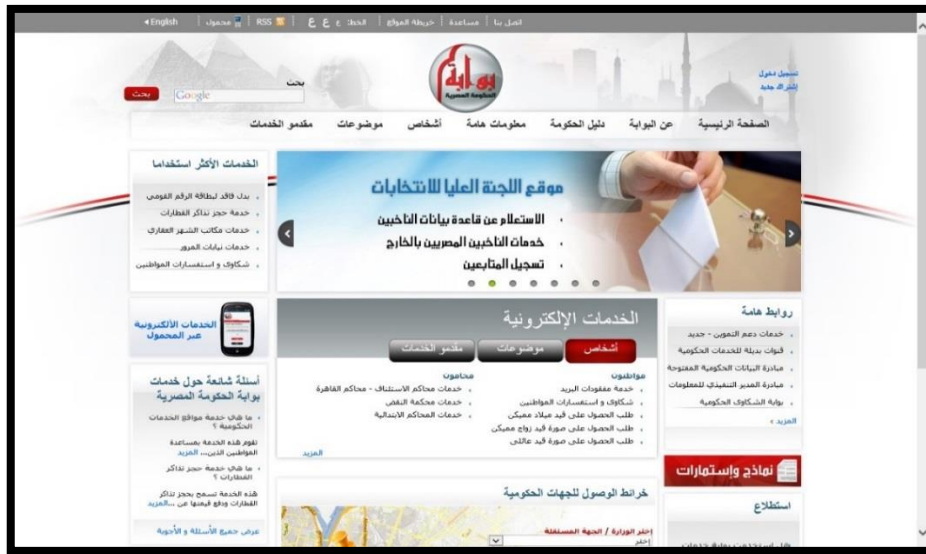 اتصل بنا | مساعدة | خريطة الموقع | الخط: ع ع ع | RSS | محمول | English
تسجيل دخول
إشتراك جديد
بوابة
الحكومة المصرية
بحث
Google
بحث
الصفحة الرئيسية عن البوابة دليل الحكومة معلومات هامة أشخاص موضوعات مقدمو الخدمات
موقع اللجنة العليا للانتخابات
الاستعلام عن قاعدة بيانات الناخبين
خدمات الناخبين المصريين بالخارج
تسجيل المتابعين
الخدمات الأكثر استخداما
بدل فاقد لبطاقة الرقم القومي
خدمة حجز تذاكر القطارات
خدمات مكاتب الشهر العقاري
خدمات نيابات المرور
شكاوى و استفسارات المواطنين
روابط هامة
خدمات دعم التموين - جديد
قنوات بديلة للخدمات الحكومية
مبادرة البيانات الحكومية المفتوحة
مبادرة المدير التنفيذي للمعلومات
بوابة الشكاوى الحكومية
المزيد
الخدمات الإلكترونية
أشخاص موضوعات مقدمو الخدمات
مواطنون
خدمة مفقودات البريد
شكاوى و استفسارات المواطنين
طلب الحصول على قيد ميلاد مميكن
طلب الحصول على صورة قيد زواج مميكن
طلب الحصول على صورة قيد عائلي
محامون
خدمات محاكم الاستئناف - محاكم القاهرة
خدمات محكمة النقض
خدمات المحاكم الابتدائية
المزيد
الخدمات الألكترونية
عبر المحمول
أسئلة شائعة حول خدمات
بوابة الحكومة المصرية
ما هي خدمة مواقع الخدمات
الحكومية ؟
تقوم هذه الخدمة بمساعدة
المواطنين الذين... المزيد
ما هي خدمة حجز تذاكر
القطارات ؟
هذه الخدمة تسمح بحجز تذاكر
القطارات ودفع قيمتها عن ...المزيد
عرض جميع الأسئلة و الأجوبة
نماذج وإستمارات
استطلاع
خرائط الوصول للجهات الحكومية
إختر الوزارة / الجهة المستقلة
إختر